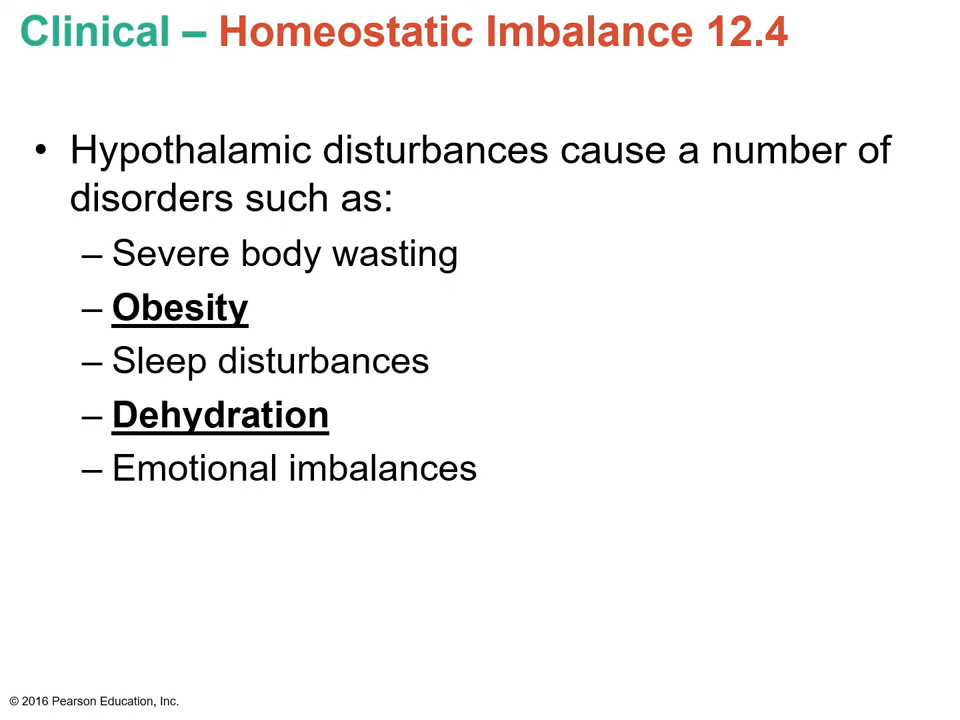 Clinical – Homeostatic Imbalance 12.4
• Hypothalamic disturbances cause a number of
disorders such as:
– Severe body wasting
– Obesity
– Sleep disturbances
– Dehydration
– Emotional imbalances
© 2016 Pearson Education, Inc.